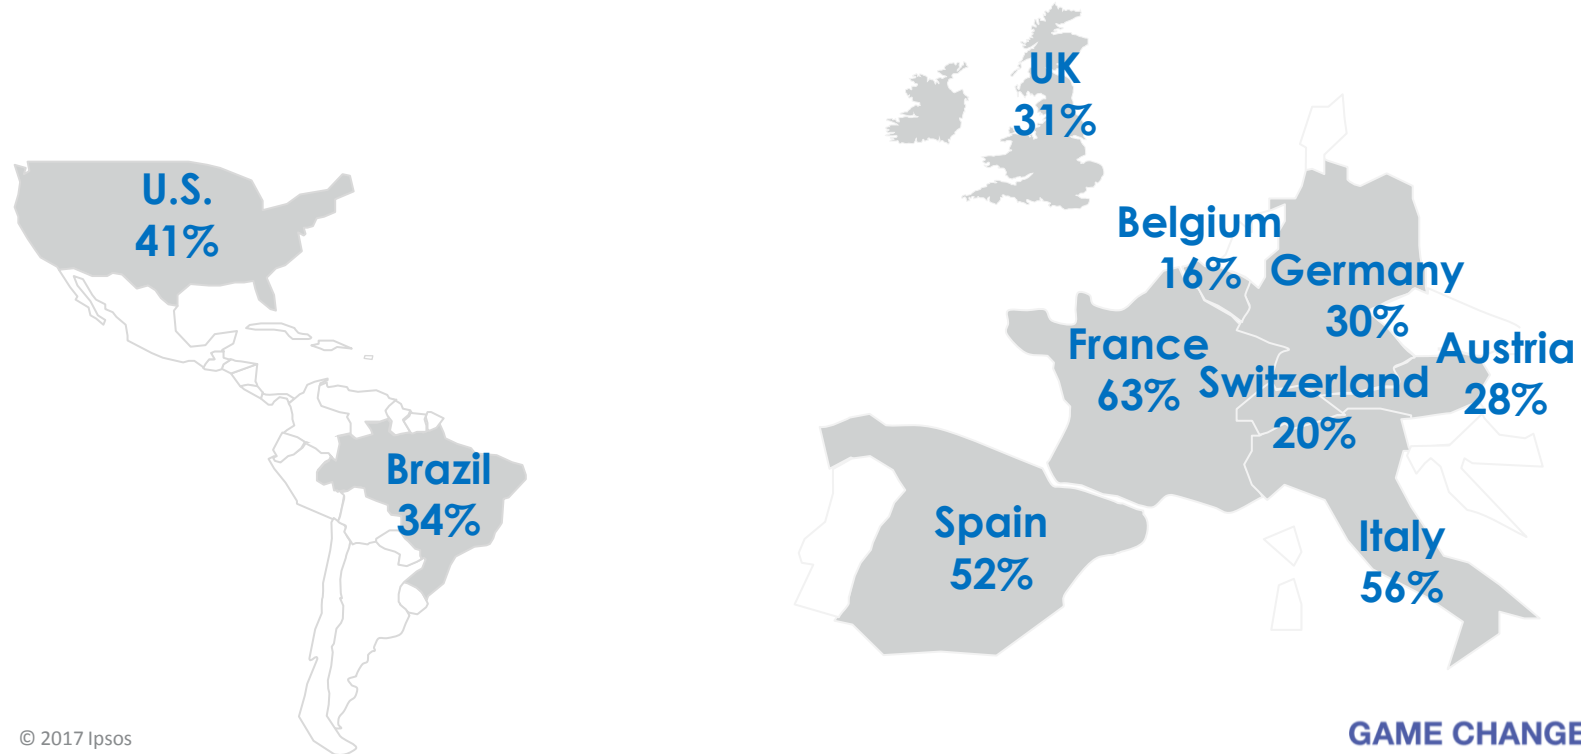 UK
31%
U.S.
41%
Belgium
16%
Germany
30%
France
63%
Switzerland
20%
Austria
28%
Brazil
34%
Spain
52%
Italy
56%
© 2017 Ipsos
GAME CHANGE